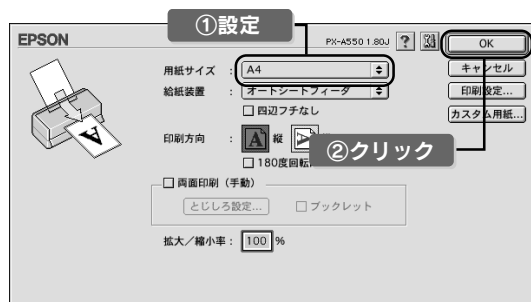 ①設定
EPSON
PX-A550 1.80J
?
OK
用紙サイズ : A4
キャンセル
給紙装置 : オートシートフィーダ
印刷設定...
四辺フチなし
カスタム用紙...
印刷方向 : A 縦
②クリック
180度回転
両面印刷 (手動)
とじしろ設定... ブックレット
拡大/縮小率 : 100 %